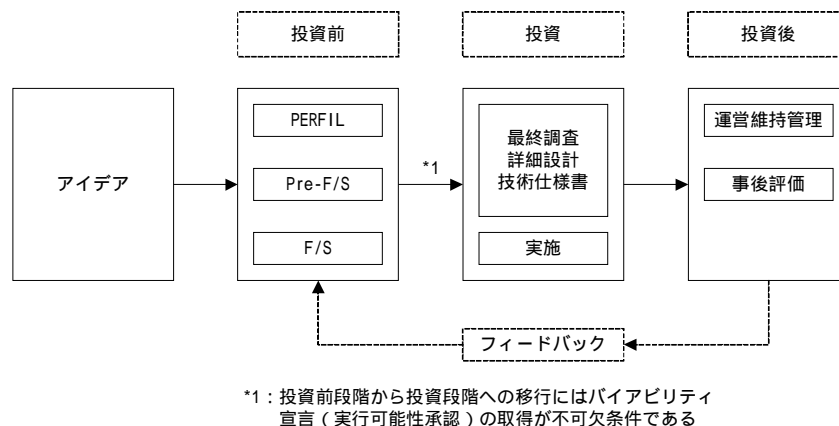 投資前
投資
投資後
アイデア
PERFIL
Pre-F/S
F/S
*1
最終調査
詳細設計
技術仕様書
実施
運営維持管理
事後評価
フィードバック
*1：投資前段階から投資段階への移行にはバイアビリティ
宣言（実行可能性承認）の取得が不可欠条件である